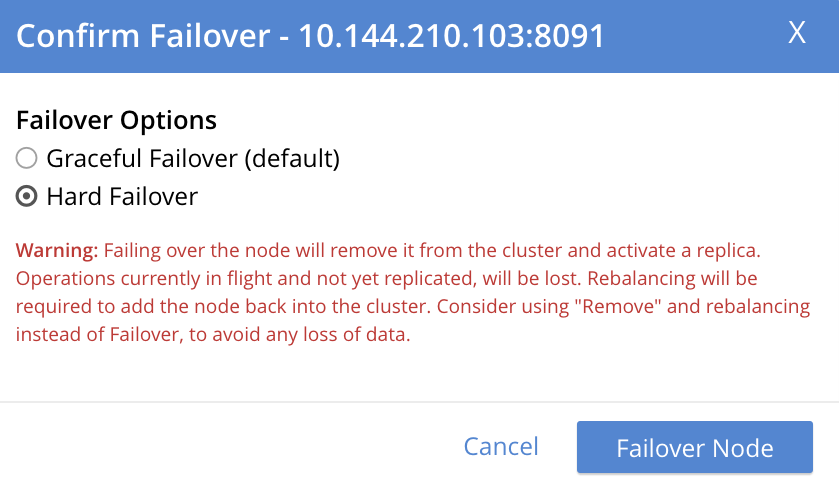 Confirm Failover - 10.144.210.103:8091
X
Failover Options
Graceful Failover (default)
Hard Failover
Warning: Failing over the node will remove it from the cluster and activate a replica.
Operations currently in flight and not yet replicated, will be lost. Rebalancing will be
required to add the node back into the cluster. Consider using "Remove" and rebalancing
instead of Failover, to avoid any loss of data.
Cancel
Failover Node